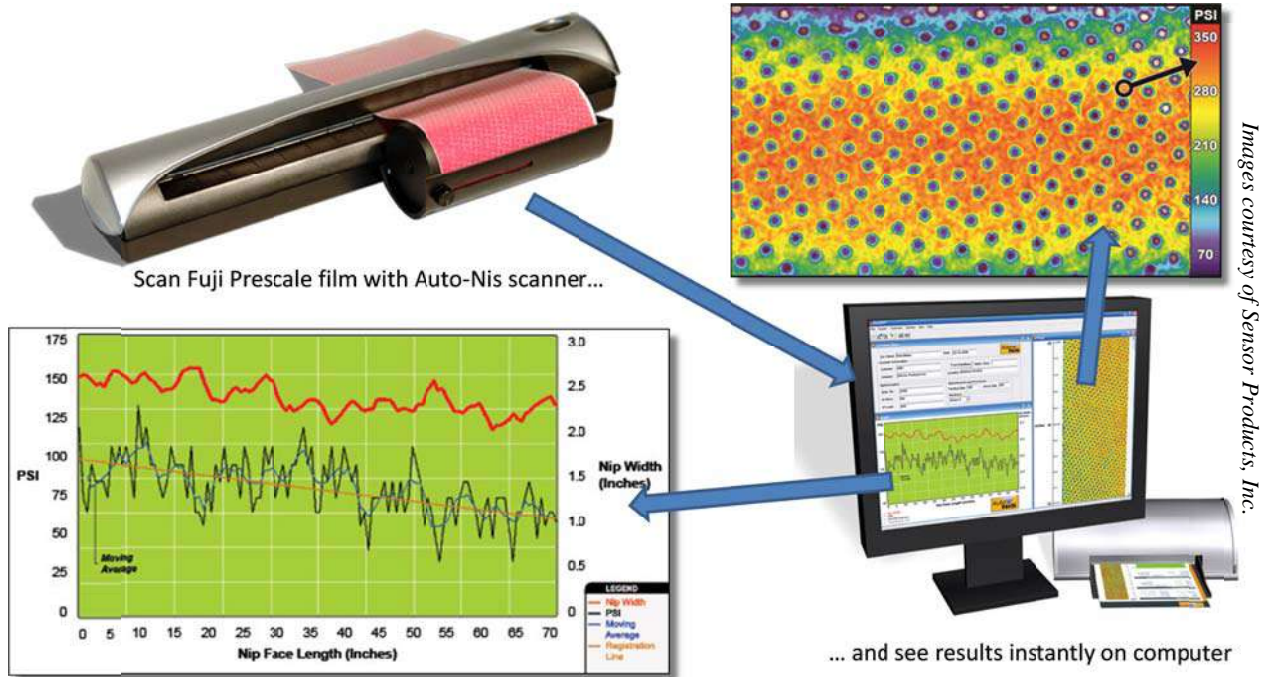 PSI
350
280
210
140
70
Images courtesy of Sensor Products, Inc.
Scan Fuji Prescale film with Auto-Nis scanner...
175
150
125
100
PSI
75
50
25
0
3.0
2.5
2.0
Nip Width
(Inches)
1.5
1.0
0.5
0
Moving
Average
0 5 10 15 20 25 30 35 40 45 50 55 60 65 70
Nip Face Length (Inches)
LEGEND
Nip Width
PSI
Moving
Average
Registration
Line
... and see results instantly on computer